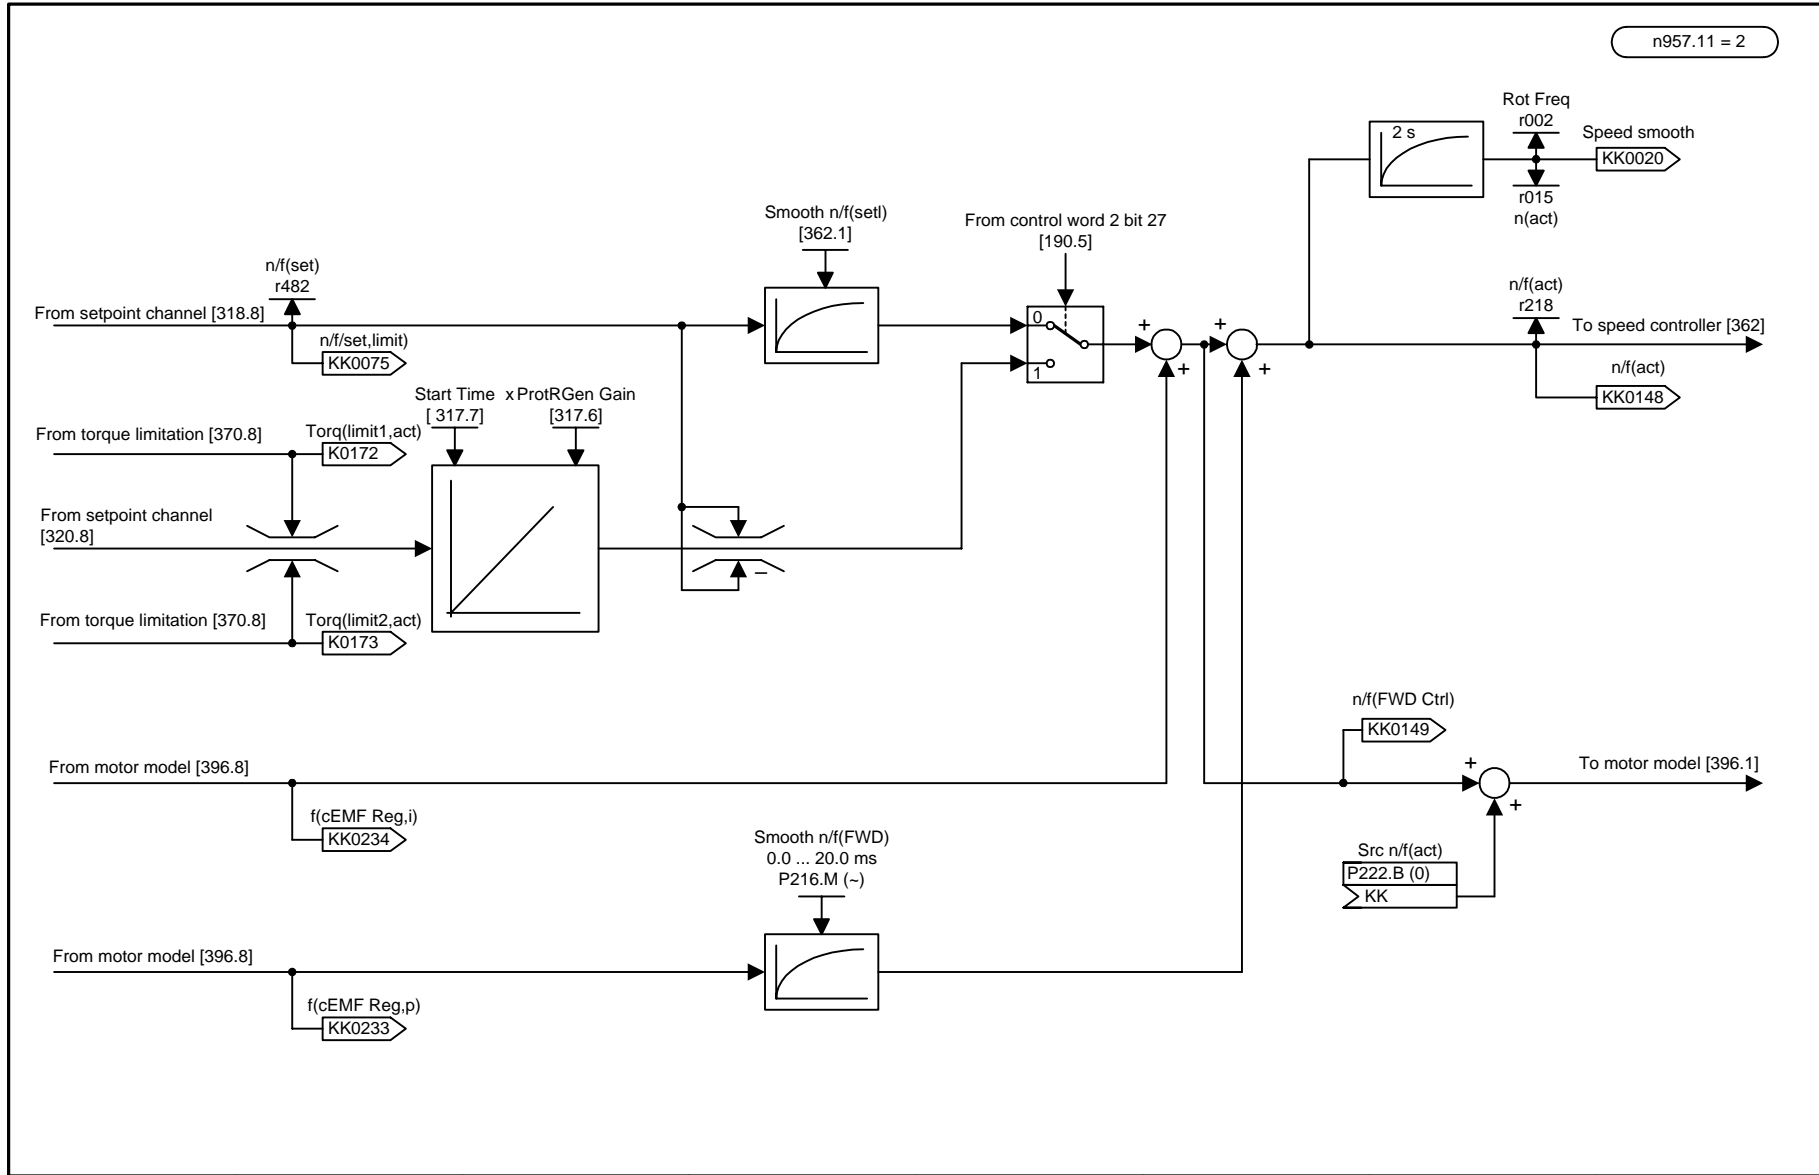 n957.11 = 2
Rot Freq
r002
2 s
Speed smooth
KK0020
r015
n(act)
Smooth n/f(setl)
[362.1]
From control word 2 bit 27
[190.5]
n/f(set)
r482
From setpoint channel [318.8]
n/f/set,limit)
KK0075
0
1
+
+
+
+
n/f(act)
r218
To speed controller [362]
n/f(act)
KK0148
Start Time x ProtRGen Gain
[ 317.7] [317.6]
From torque limitation [370.8]
Torq(limit1,act)
K0172
From setpoint channel
[320.8]
–
From torque limitation [370.8]
Torq(limit2,act)
K0173
n/f(FWD Ctrl)
KK0149
From motor model [396.8]
+
+
To motor model [396.1]
f(cEMF Reg,i)
KK0234
Smooth n/f(FWD)
0.0 ... 20.0 ms
P216.M (~)
Src n/f(act)
P222.B (0)
KK
From motor model [396.8]
f(cEMF Reg,p)
KK0233